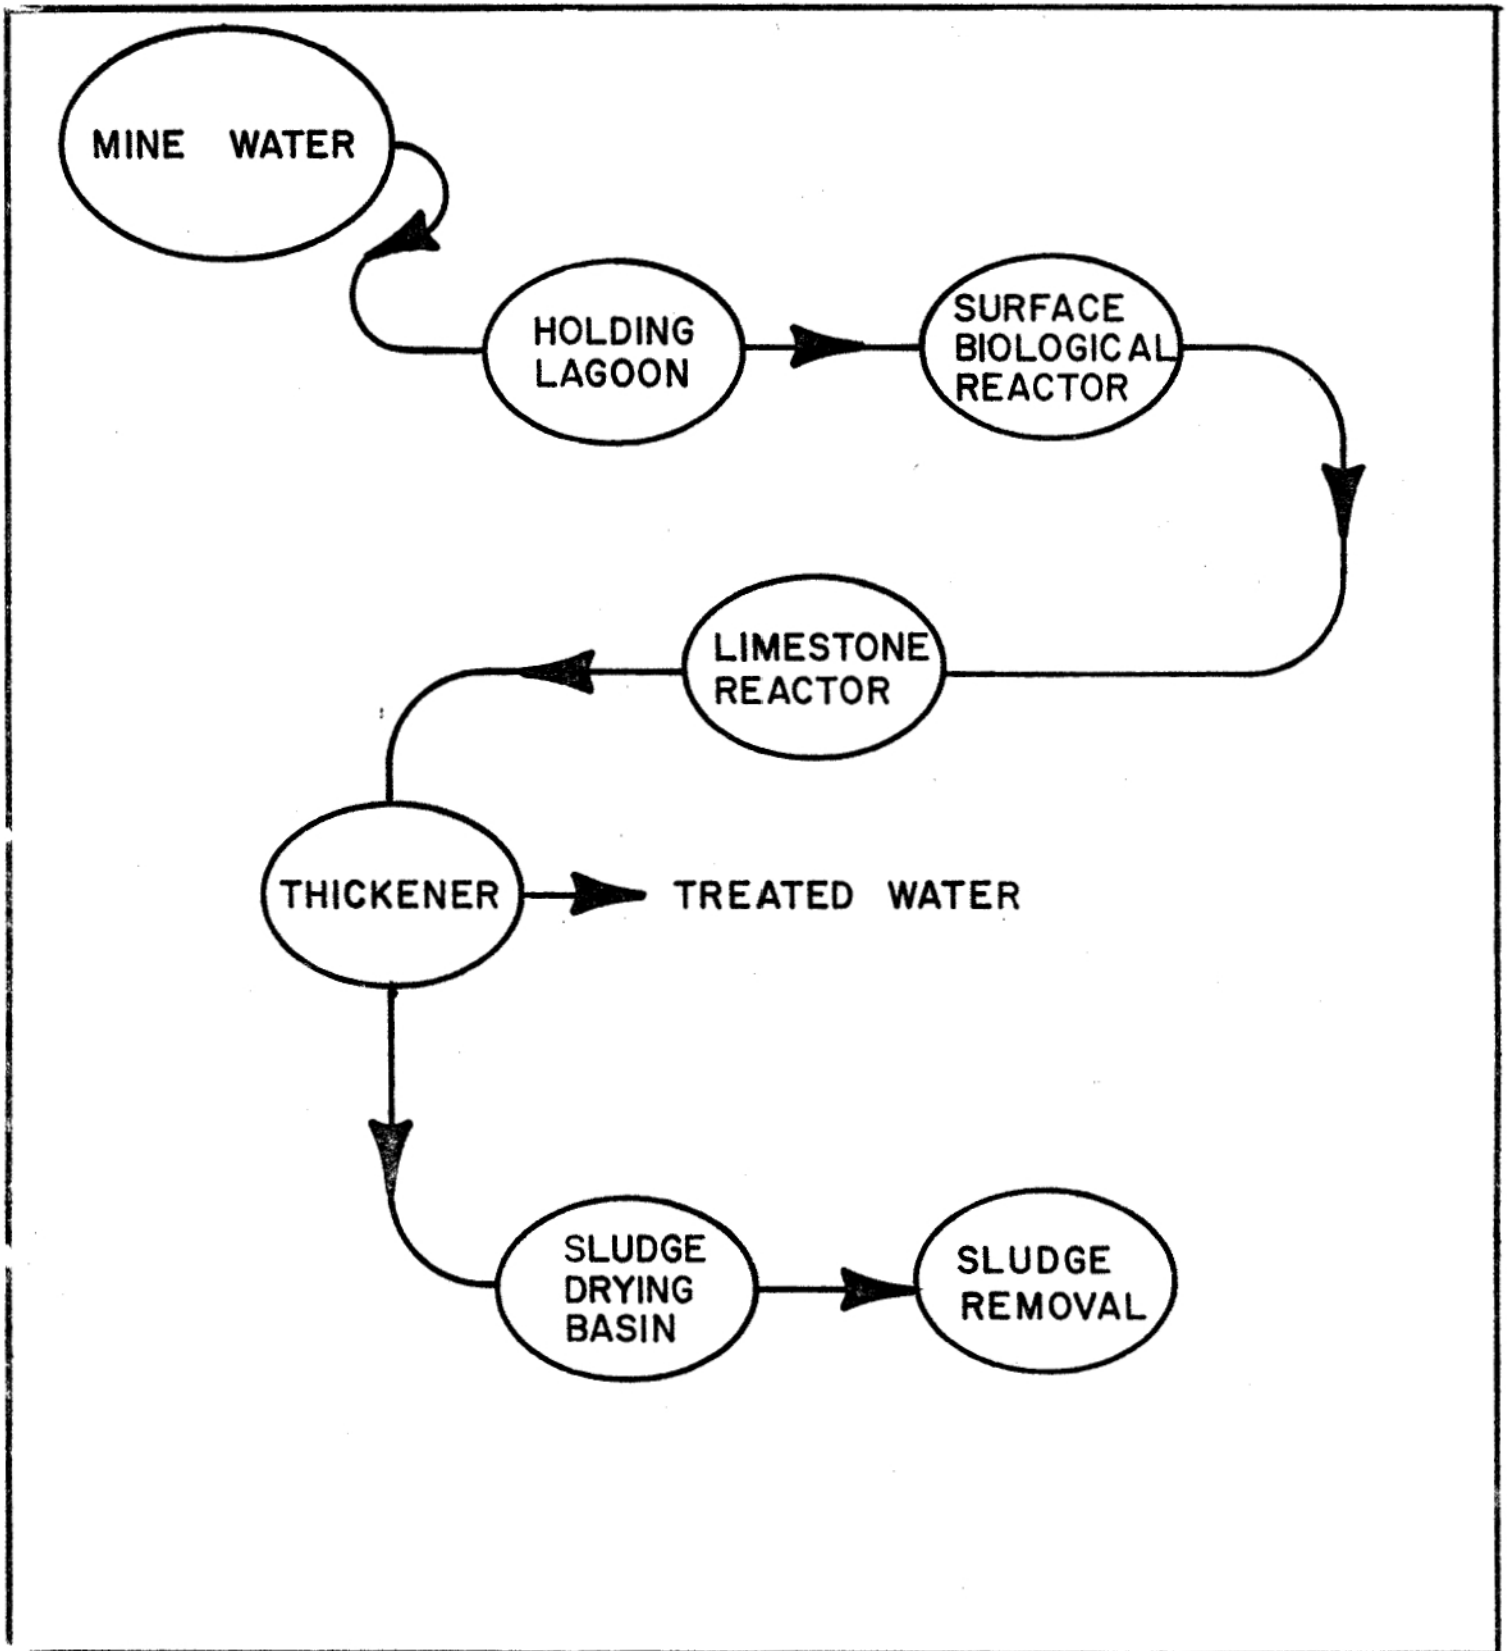 MINE WATER
HOLDING
LAGOON
SURFACE
BIOLOGICAL
REACTOR
LIMESTONE
REACTOR
THICKENER
TREATED WATER
SLUDGE
DRYING
BASIN
SLUDGE
REMOVAL